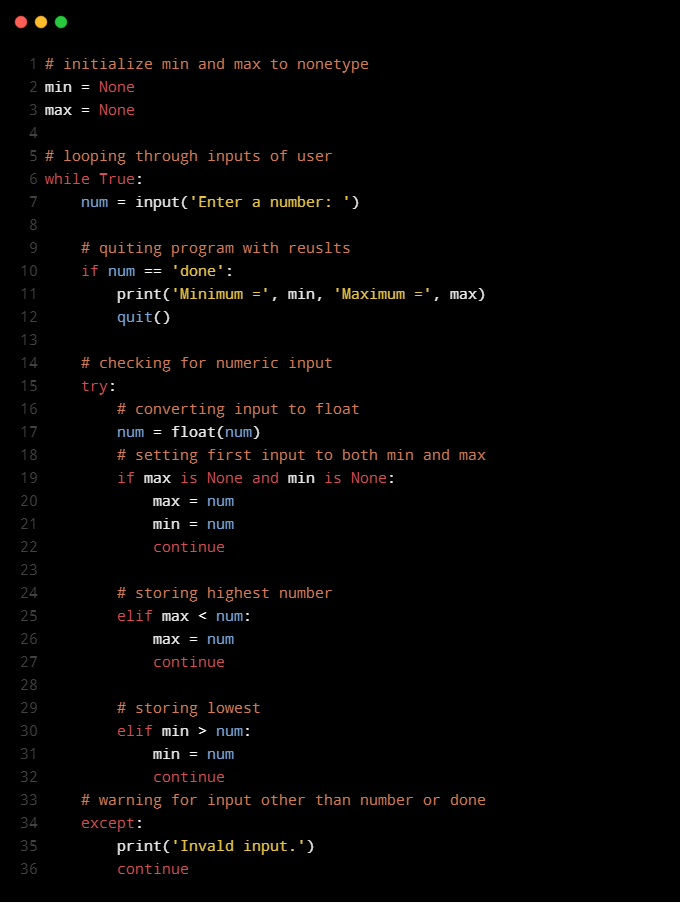 1 # initialize min and max to nonetype
2 min = None
3 max = None
4
5 # looping through inputs of user
6 while True:
7     num = input('Enter a number: ')
8
9     # quiting program with reuslts
10     if num == 'done':
11         print('Minimum =', min, 'Maximum =', max)
12         quit()
13
14     # checking for numeric input
15     try:
16         # converting input to float
17         num = float(num)
18         # setting first input to both min and max
19         if max is None and min is None:
20             max = num
21             min = num
22             continue
23
24         # storing highest number
25         elif max < num:
26             max = num
27             continue
28
29         # storing lowest
30         elif min > num:
31             min = num
32             continue
33     # warning for input other than number or done
34     except:
35         print('Invald input.')
36         continue